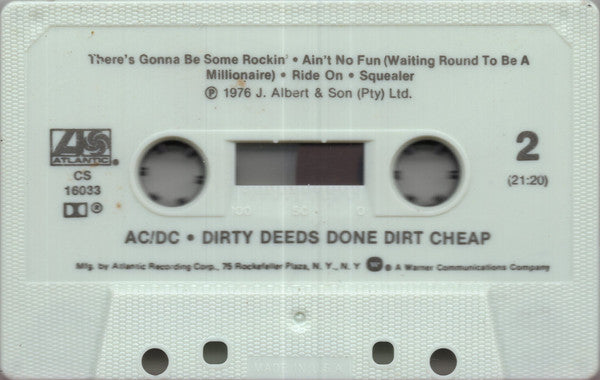 There's Gonna Be Some Rockin' • Ain't No Fun (Waiting Round To Be A
Millionaire) • Ride On • Squealer
℗ 1976 J. Albert & Son (Pty) Ltd.
ATLANTIC®
CS
16033
2
(21:20)
100 50 0
AC/DC • DIRTY DEEDS DONE DIRT CHEAP
Mfg. by Atlantic Recording Corp., 75 Rockefeller Plaza, N.Y., N.Y ® A Warner Communications Company
MADE IN U.S.A.